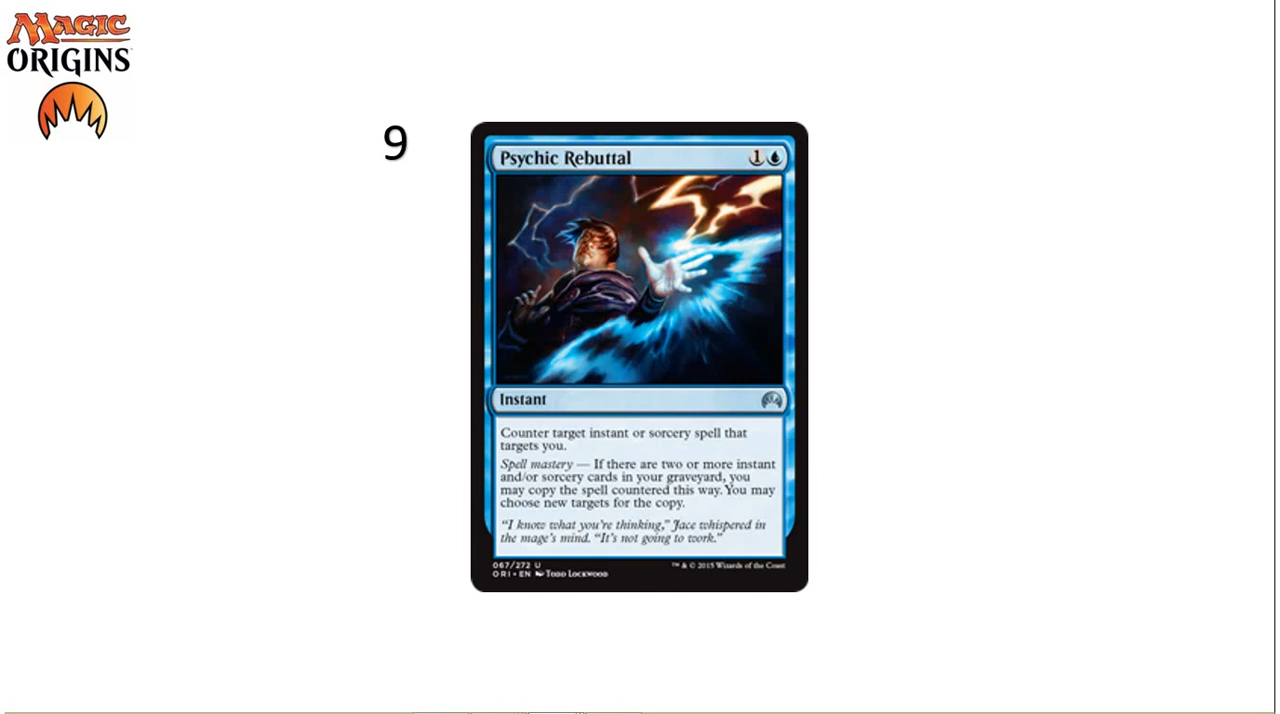 MAGIC
ORIGINS
9
Psychic Rebuttal
1
Instant
Counter target instant or sorcery spell that
targets you.
Spell mastery — If there are two or more instant
and/or sorcery cards in your graveyard, you
may copy the spell countered this way. You may
choose new targets for the copy.
"I know what you're thinking," Jace whispered in
the mage's mind. "It's not going to work."
067/272 U
ORI • EN Todd Lockwood
™ & © 2015 Wizards of the Coast